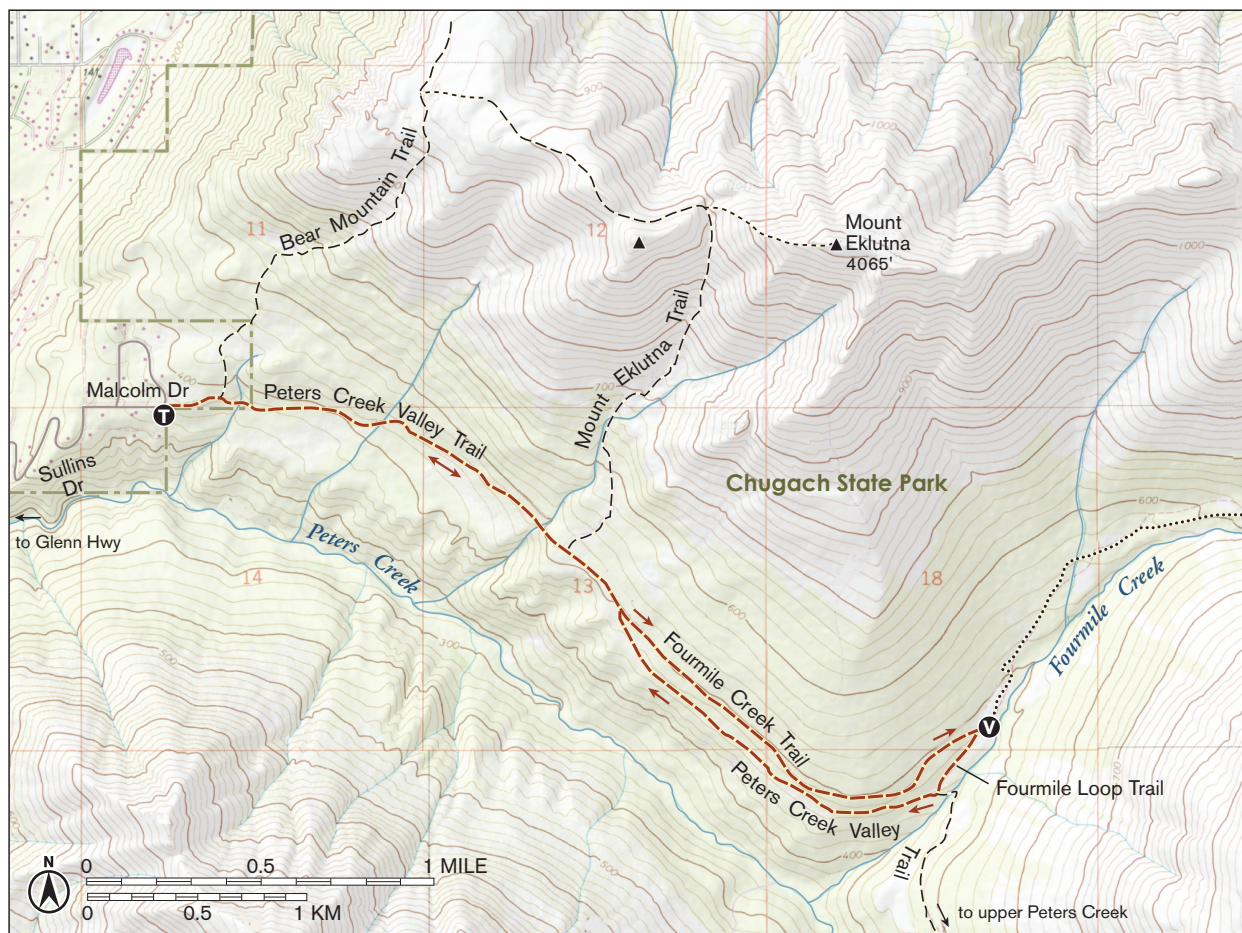 141
900
1000
Bear Mountain Trail
11
12
Mount
Eklutna
4065'
1000
Mount Eklutna Trail
400
Malcolm Dr
T
Peters Creek Valley Trail
700
900
Sullins
Dr
Chugach State Park
600
to Glenn Hwy
Peters Creek
14
13
18
Fourmile Creek
600
300
500
Fourmile Creek Trail
V
700
Peters Creek Valley
Trail
Fourmile Loop Trail
400
500
N
0 0.5 1 MILE
0 0.5 1 KM
to upper Peters Creek